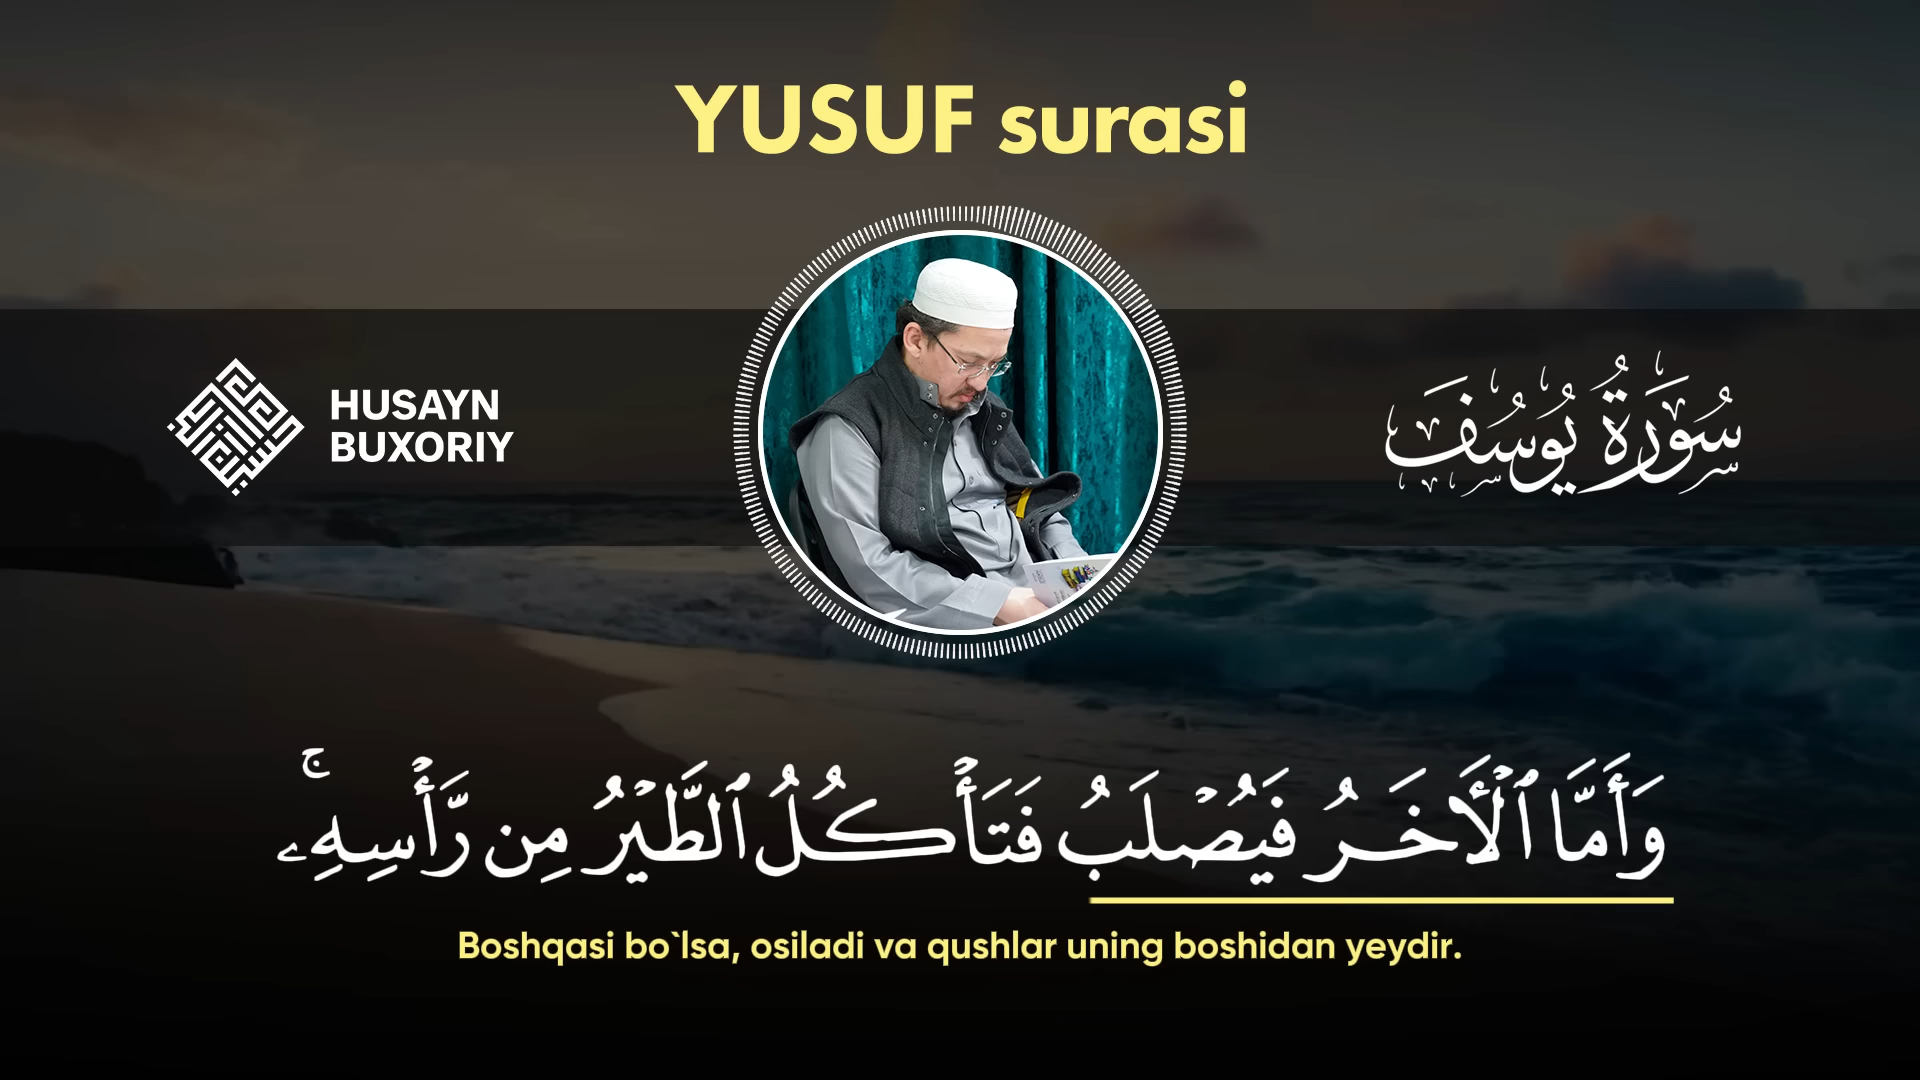 YUSUF surasi
HUSAYN
BUXORIY
سُورَةُ يُوسُفَ
وَأَمَّا ٱلْأَخَرُ فَيُصْلَبُ فَتَأْكُلُ ٱلطَّيْرُ مِن رَّأْسِهِۦۚ
Boshqasi bo`lsa, osiladi va qushlar uning boshidan yeydir.